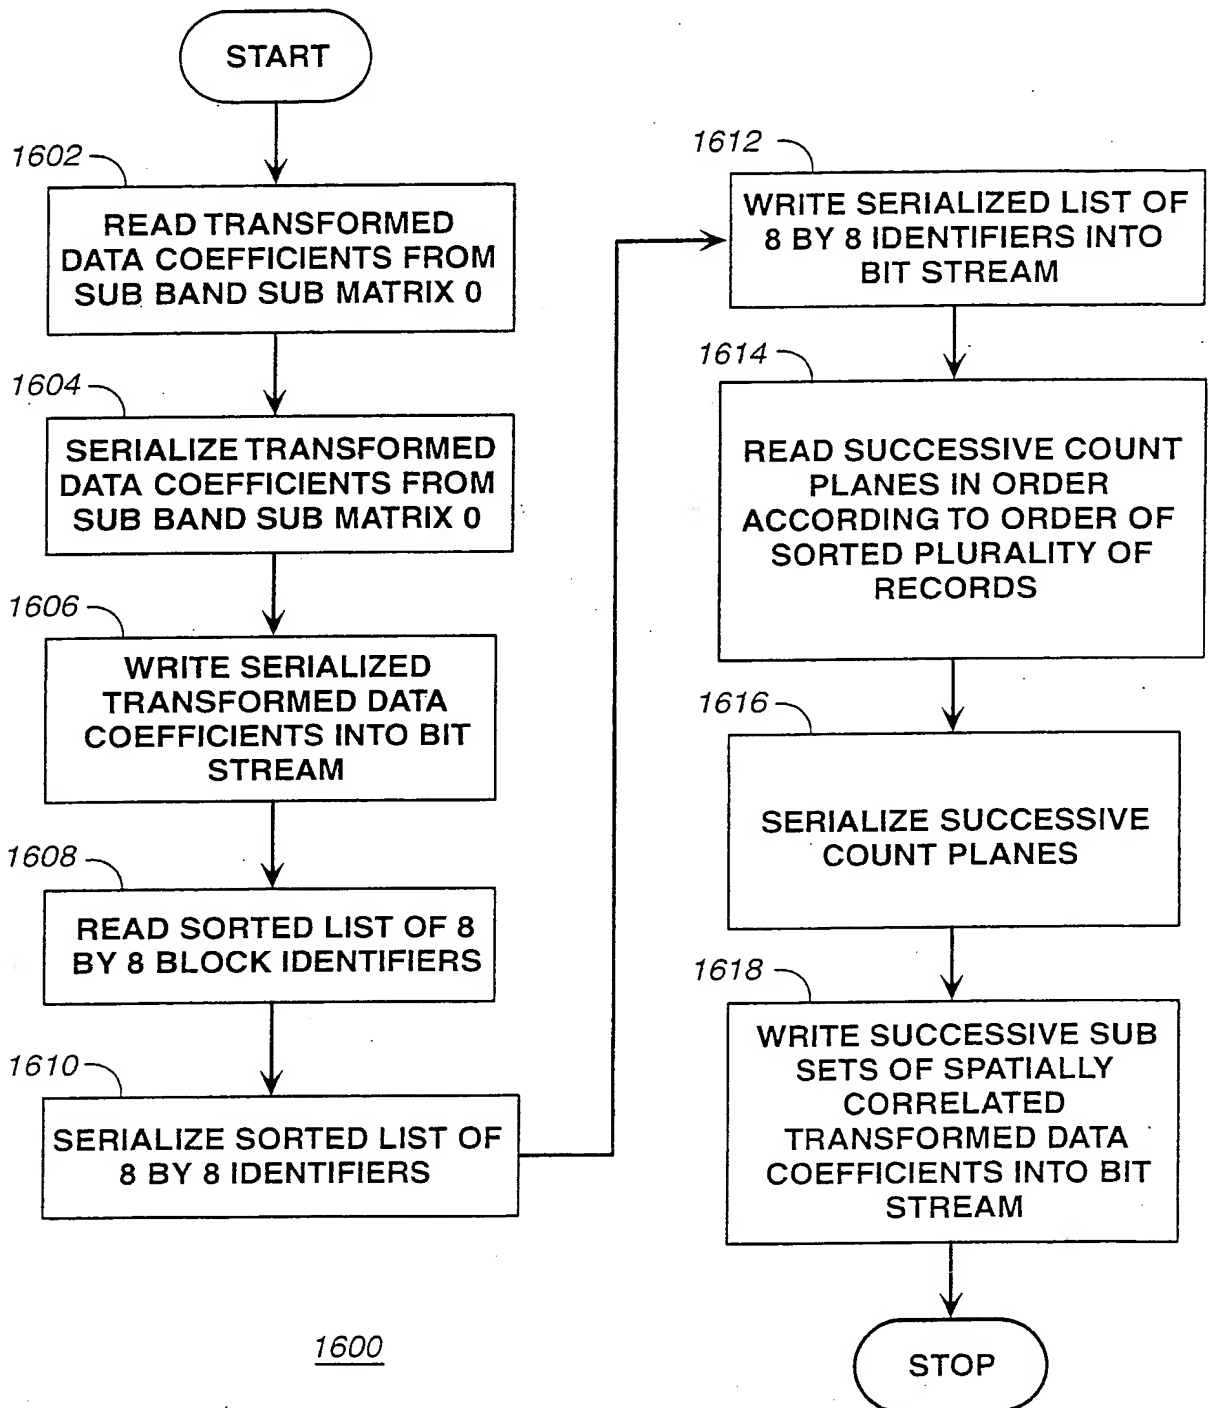 START
1602
READ TRANSFORMED
DATA COEFFICIENTS FROM
SUB BAND SUB MATRIX 0
1604
SERIALIZE TRANSFORMED
DATA COEFFICIENTS FROM
SUB BAND SUB MATRIX 0
1606
WRITE SERIALIZED
TRANSFORMED DATA
COEFFICIENTS INTO BIT
STREAM
1608
READ SORTED LIST OF 8
BY 8 BLOCK IDENTIFIERS
1610
SERIALIZE SORTED LIST OF
8 BY 8 IDENTIFIERS
1612
WRITE SERIALIZED LIST OF
8 BY 8 IDENTIFIERS INTO
BIT STREAM
1614
READ SUCCESSIVE COUNT
PLANES IN ORDER
ACCORDING TO ORDER OF
SORTED PLURALITY OF
RECORDS
1616
SERIALIZE SUCCESSIVE
COUNT PLANES
1618
WRITE SUCCESSIVE SUB
SETS OF SPATIALLY
CORRELATED
TRANSFORMED DATA
COEFFICIENTS INTO BIT
STREAM
STOP
1600